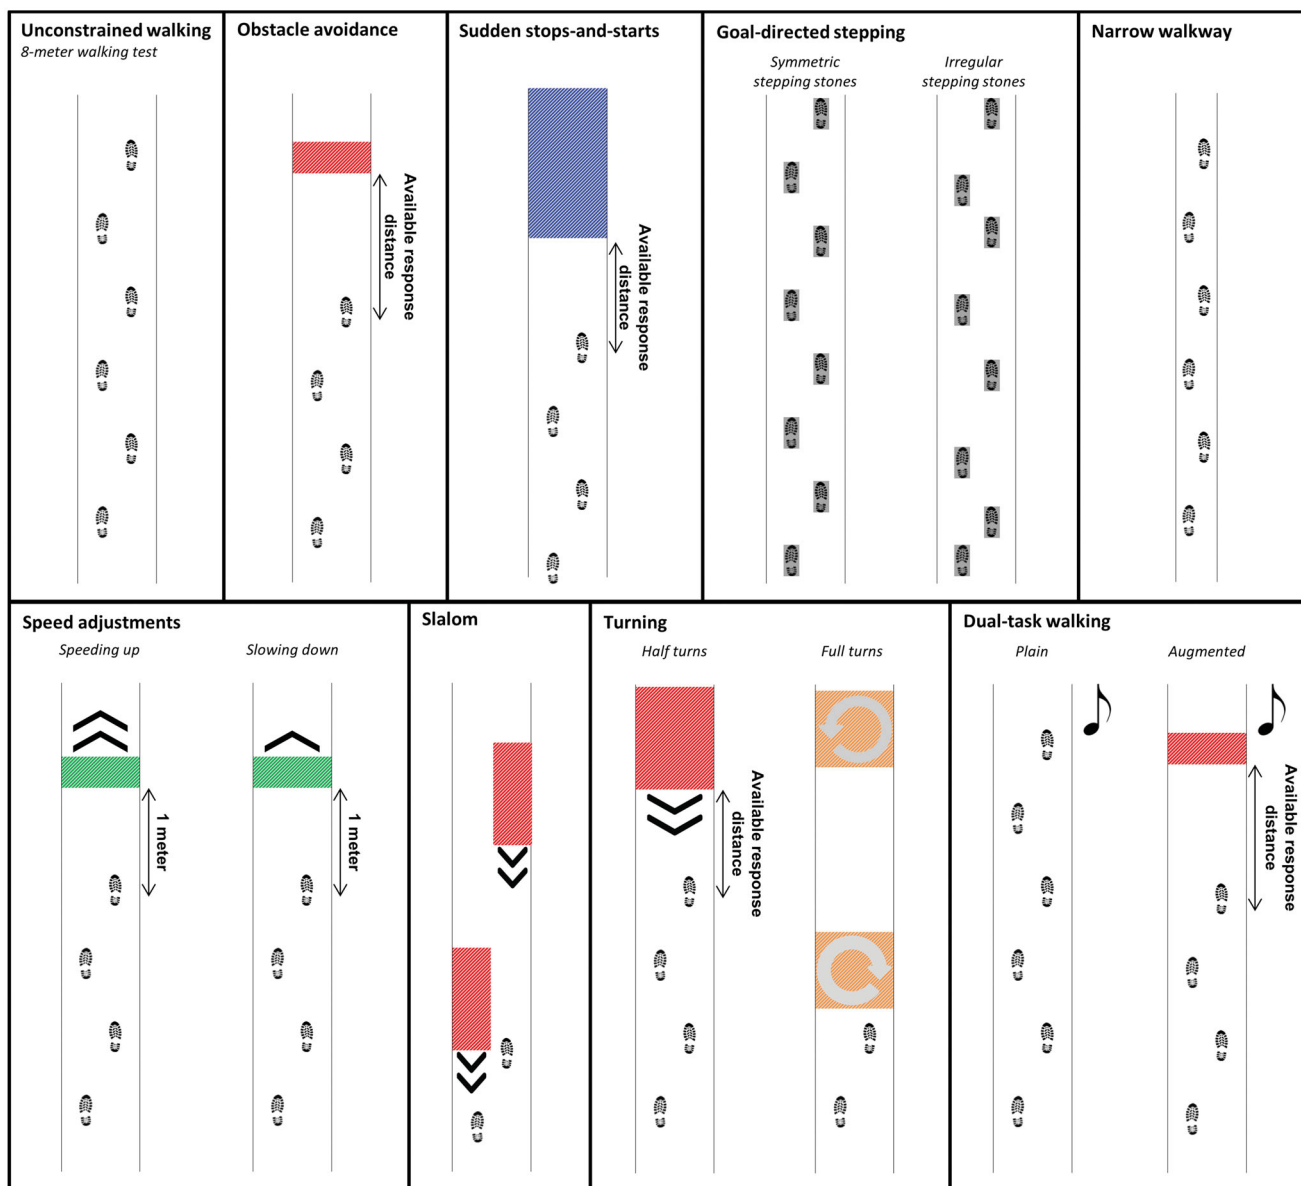 Unconstrained walking
8-meter walking test
Obstacle avoidance
Available response
distance
Sudden stops-and-starts
Available response
distance
Goal-directed stepping
Symmetric
stepping stones
Irregular
stepping stones
Narrow walkway
Speed adjustments
Speeding up
1 meter
Slowing down
1 meter
Slalom
Turning
Half turns
Available response
distance
Full turns
Dual-task walking
Plain
Augmented
Available response
distance